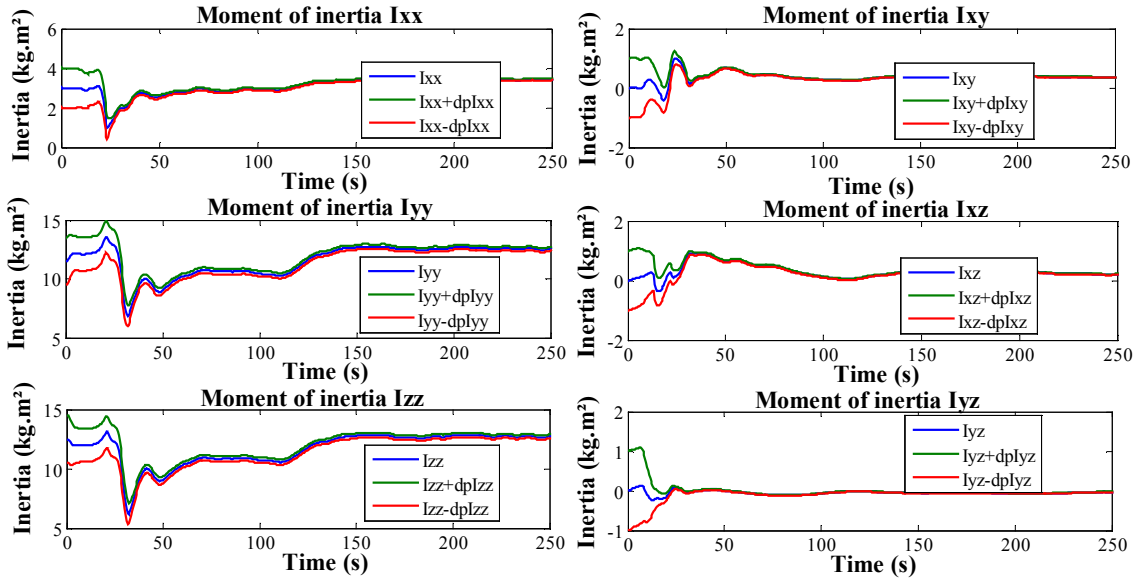 Moment of inertia Ixx
Inertia (kg.m²)
6
4
2
0
0
50
100
150
200
250
Time (s)
Ixx
Ixx+dpIxx
Ixx-dpIxx
Moment of inertia Ixy
Inertia (kg.m²)
2
0
-2
0
50
100
150
200
250
Time (s)
Ixy
Ixy+dpIxy
Ixy-dpIxy
Moment of inertia Iyy
Inertia (kg.m²)
15
10
5
0
50
100
150
200
250
Time (s)
Iyy
Iyy+dpIyy
Iyy-dpIyy
Moment of inertia Ixz
Inertia (kg.m²)
2
0
-2
0
50
100
150
200
250
Time (s)
Ixz
Ixz+dpIxz
Ixz-dpIxz
Moment of inertia Izz
Inertia (kg.m²)
15
10
5
0
50
100
150
200
250
Time (s)
Izz
Izz+dpIzz
Izz-dpIzz
Moment of inertia Iyz
Inertia (kg.m²)
2
1
0
-1
0
50
100
150
200
250
Time (s)
Iyz
Iyz+dpIyz
Iyz-dpIyz